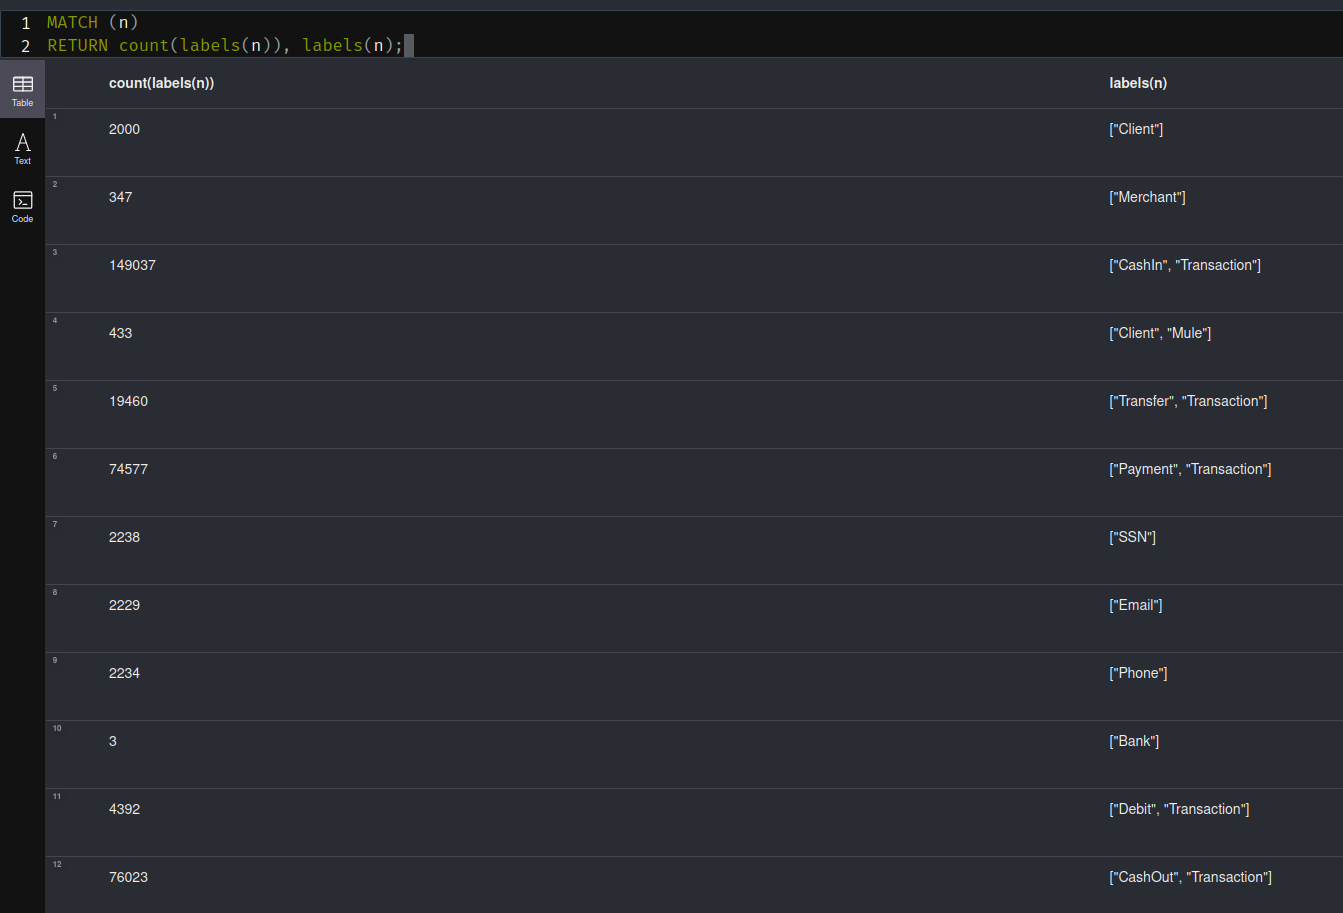 1 MATCH (n)
2 RETURN count(labels(n)), labels(n);
Table
Text
Code
count(labels(n)) labels(n)
1 2000 ["Client"]
2 347 ["Merchant"]
3 149037 ["CashIn", "Transaction"]
4 433 ["Client", "Mule"]
5 19460 ["Transfer", "Transaction"]
6 74577 ["Payment", "Transaction"]
7 2238 ["SSN"]
8 2229 ["Email"]
9 2234 ["Phone"]
10 3 ["Bank"]
11 4392 ["Debit", "Transaction"]
12 76023 ["CashOut", "Transaction"]